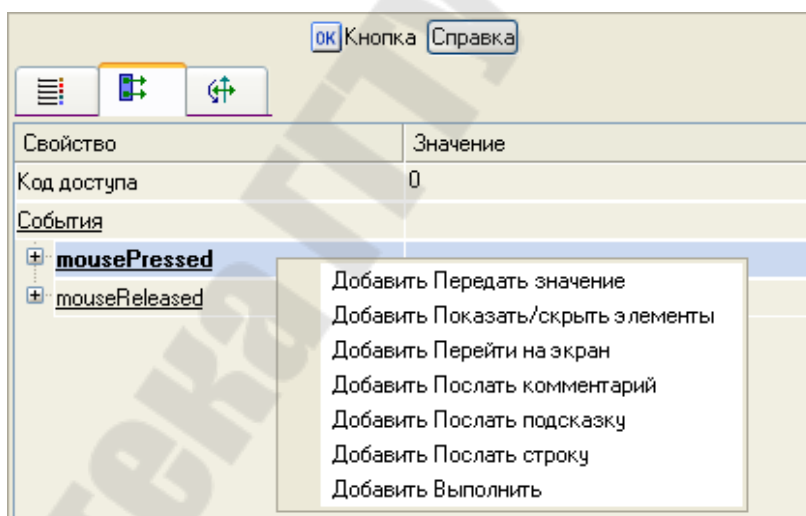 ОК Кнопка Справка
Свойство Значение
Код доступа 0
События
mousePressed
mouseReleased
Добавить Передать значение
Добавить Показать/скрыть элементы
Добавить Перейти на экран
Добавить Послать комментарий
Добавить Послать подсказку
Добавить Послать строку
Добавить Выполнить